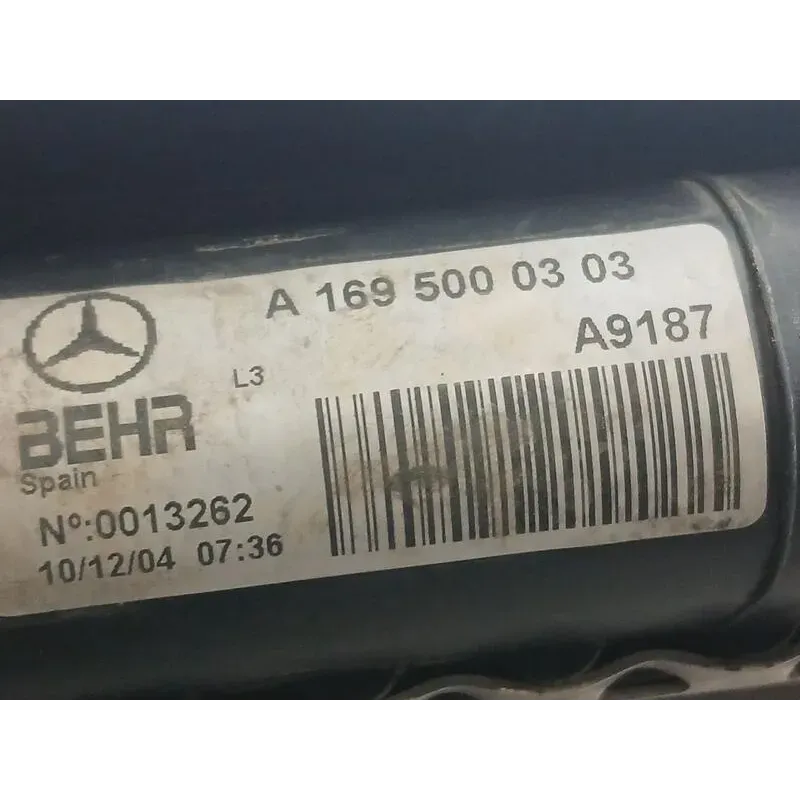 A 169 500 03 03
A9187
L3
BEHR
Spain
Nº:0013262
10/12/04 07:36